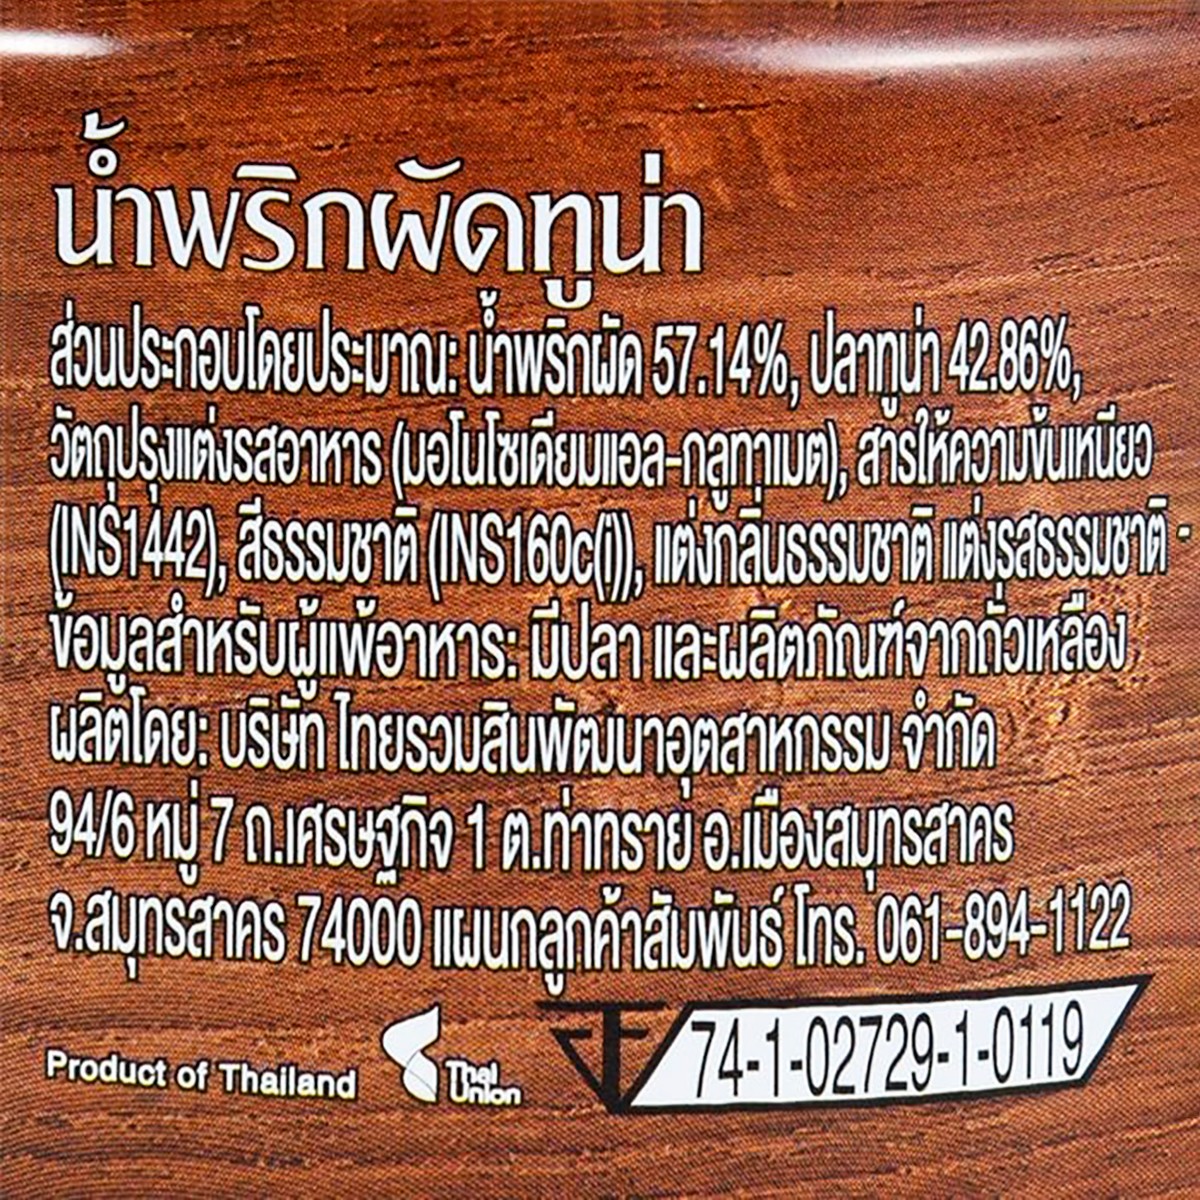 น้ำพริกผัดทูน่า
ส่วนประกอบโดยประมาณ: น้ำพริกผัด 57.14%, ปลาทูน่า 42.86%,
วัตถุปรุงแต่งรสอาหาร (มอโนโซเดียมแอล-กลูทาเมต), สารให้ความข้นเหนียว
(INS1442), สีธรรมชาติ (INS160c(i)), แต่งกลิ่นธรรมชาติ แต่งรสธรรมชาติ -
ข้อมูลสำหรับผู้แพ้อาหาร: มีปลา และผลิตภัณฑ์จากถั่วเหลือง
ผลิตโดย: บริษัท ไทยรวมสินพัฒนาอุตสาหกรรม จำกัด
94/6 หมู่ 7 ถ.เศรษฐกิจ 1 ต.ท่าทราย อ.เมืองสมุทรสาคร
จ.สมุทรสาคร 74000 แผนกลูกค้าสัมพันธ์ โทร. 061-894-1122
Product of Thailand Thai Union 74-1-02729-1-0119